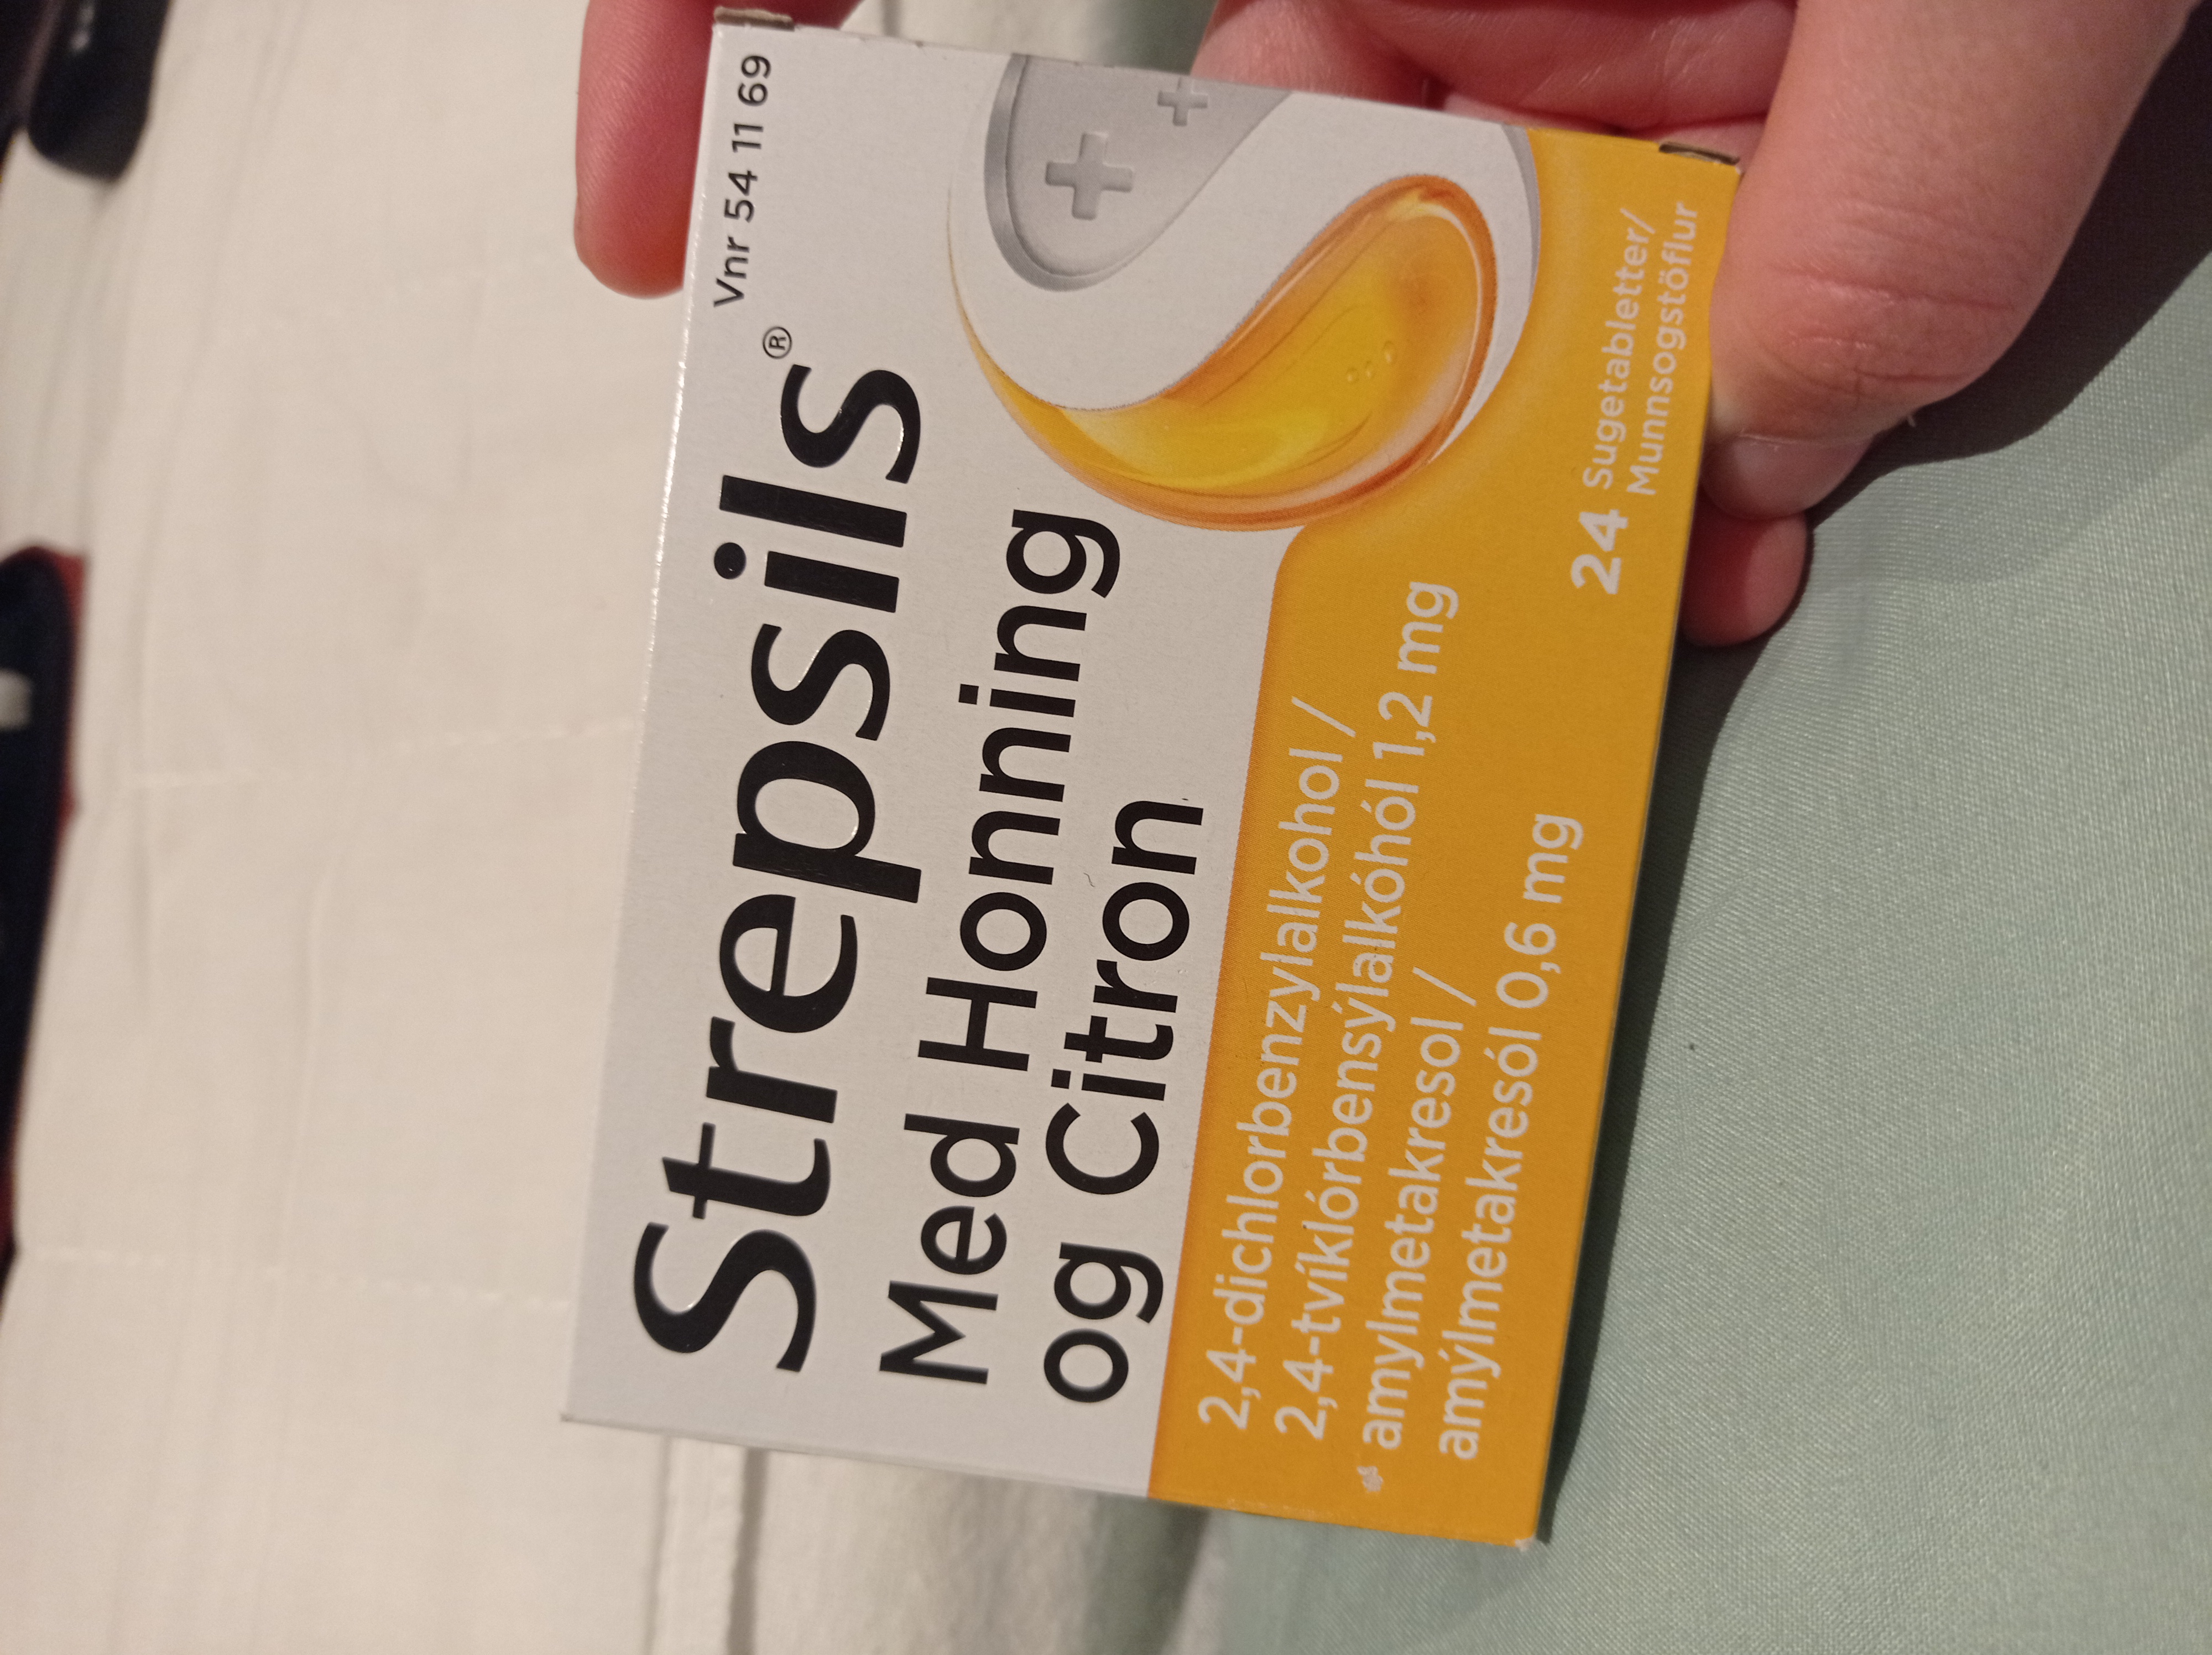 Vnr 54 11 69
Strepsils®
Med Honning
og Citron
2,4-dichlorbenzylalkohol /
2,4-tvíklórbensýlalkóhól 1,2 mg
amylmetakresol /
amýlmetakresól 0,6 mg
24 Sugetabletter/
Munnsogstöflur